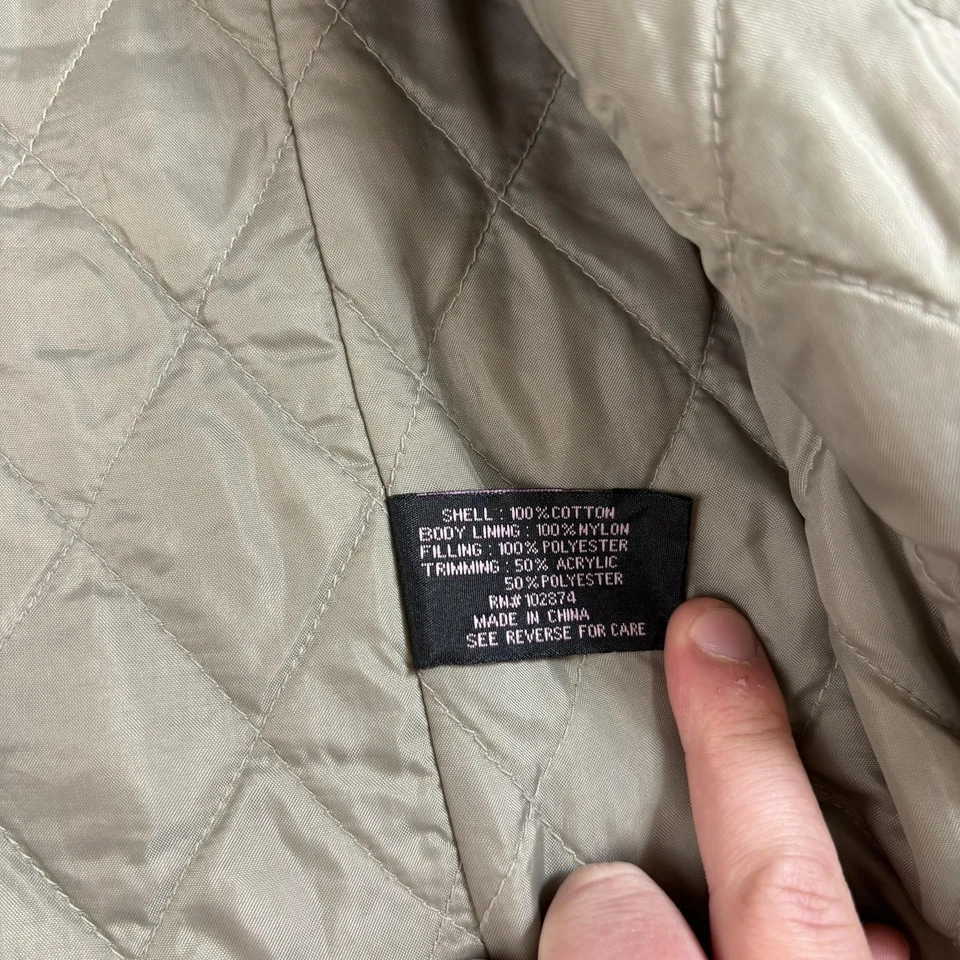 SHELL : 100%COTTON
BODY LINING : 100%NYLON
FILLING : 100% POLYESTER
TRIMMING : 50% ACRYLIC
50%POLYESTER
RN# 102874
MADE IN CHINA
SEE REVERSE FOR CARE